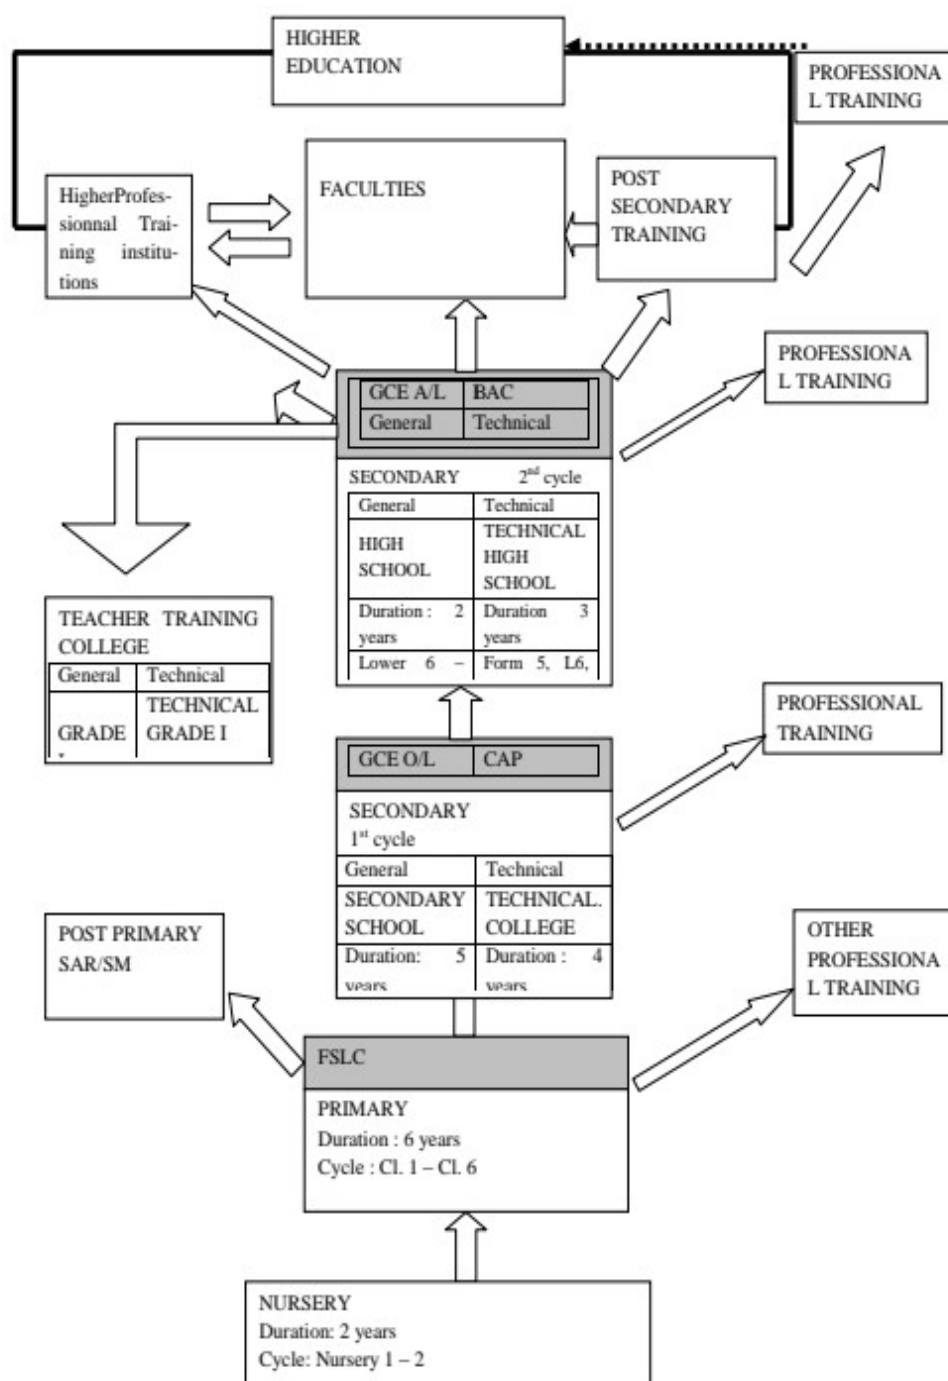 HIGHER
EDUCATION
PROFESSIONA
L TRAINING
HigherProfes-
sionnal Trai-
ning institu-
tions
FACULTIES
POST
SECONDARY
TRAINING
PROFESSIONA
L TRAINING
GCE A/L BAC
General Technical
SECONDARY 2nd cycle
General Technical
HIGH
SCHOOL
TECHNICAL
HIGH
SCHOOL
Duration : 2
years
Duration 3
years
Lower 6 – Form 5, L6,
TEACHER TRAINING
COLLEGE
General Technical
GRADE
TECHNICAL
GRADE I
PROFESSIONAL
TRAINING
GCE O/L CAP
SECONDARY
1st cycle
General Technical
SECONDARY
SCHOOL
TECHNICAL.
COLLEGE
Duration: 5
years
Duration : 4
years
POST PRIMARY
SAR/SM
OTHER
PROFESSIONA
L TRAINING
FSLC
PRIMARY
Duration : 6 years
Cycle : Cl. 1 – Cl. 6
NURSERY
Duration: 2 years
Cycle: Nursery 1 – 2